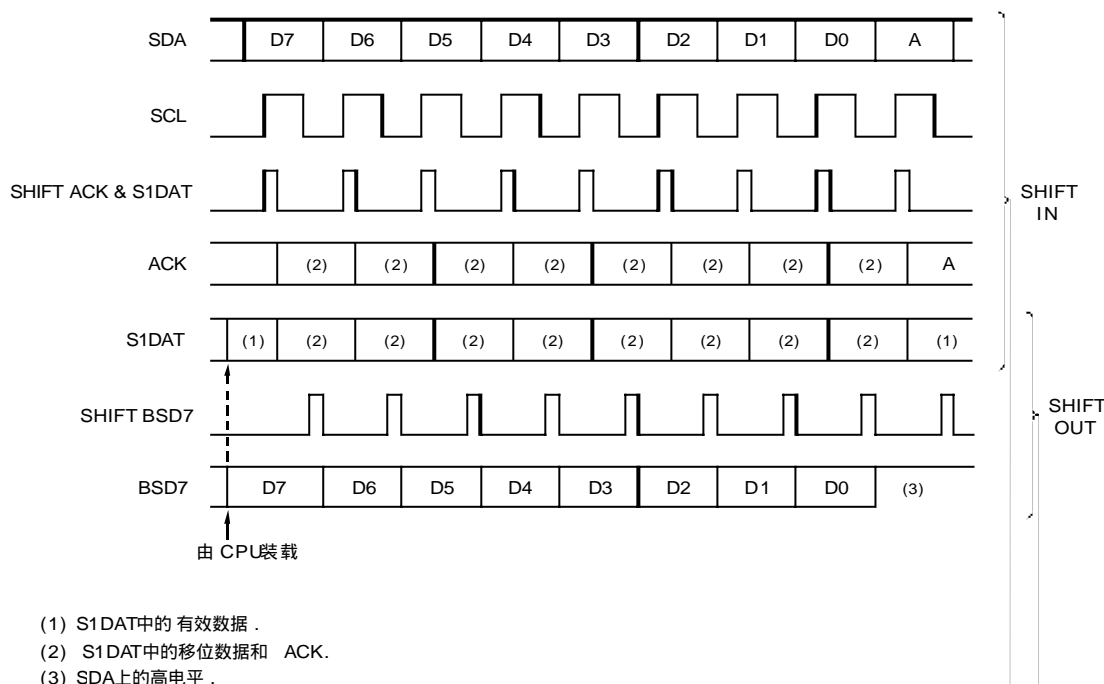 SDA D7 D6 D5 D4 D3 D2 D1 D0 A
SCL
SHIFT ACK & S1DAT
SHIFT
IN
ACK (2) (2) (2) (2) (2) (2) (2) (2) A
S1DAT (1) (2) (2) (2) (2) (2) (2) (2) (2) (1)
SHIFT BSD7
SHIFT
OUT
BSD7 D7 D6 D5 D4 D3 D2 D1 D0 (3)
由 CPU装载
(1) S1DAT中的 有效数据 .
(2) S1DAT中的移位数据和 ACK.
(3) SDA上的高电平 .